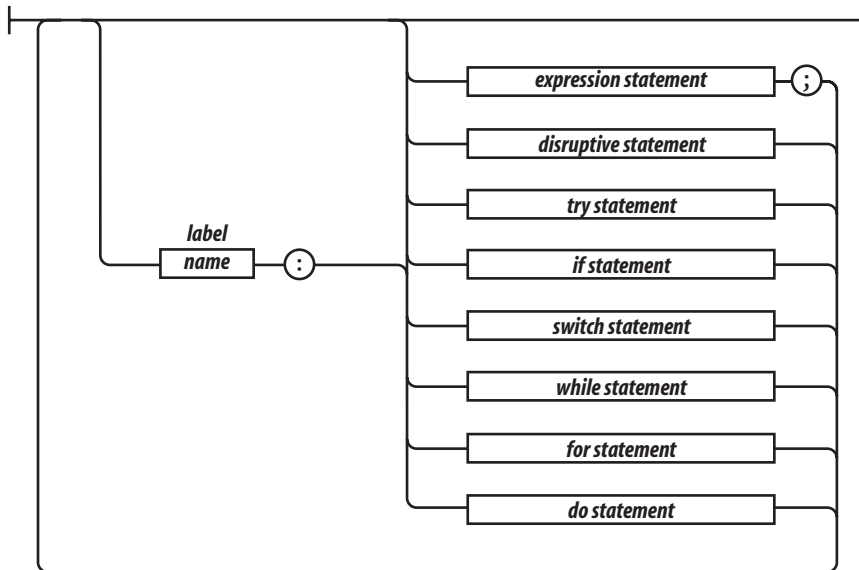 expression statement ;
disruptive statement
try statement
label
name :
if statement
switch statement
while statement
for statement
do statement